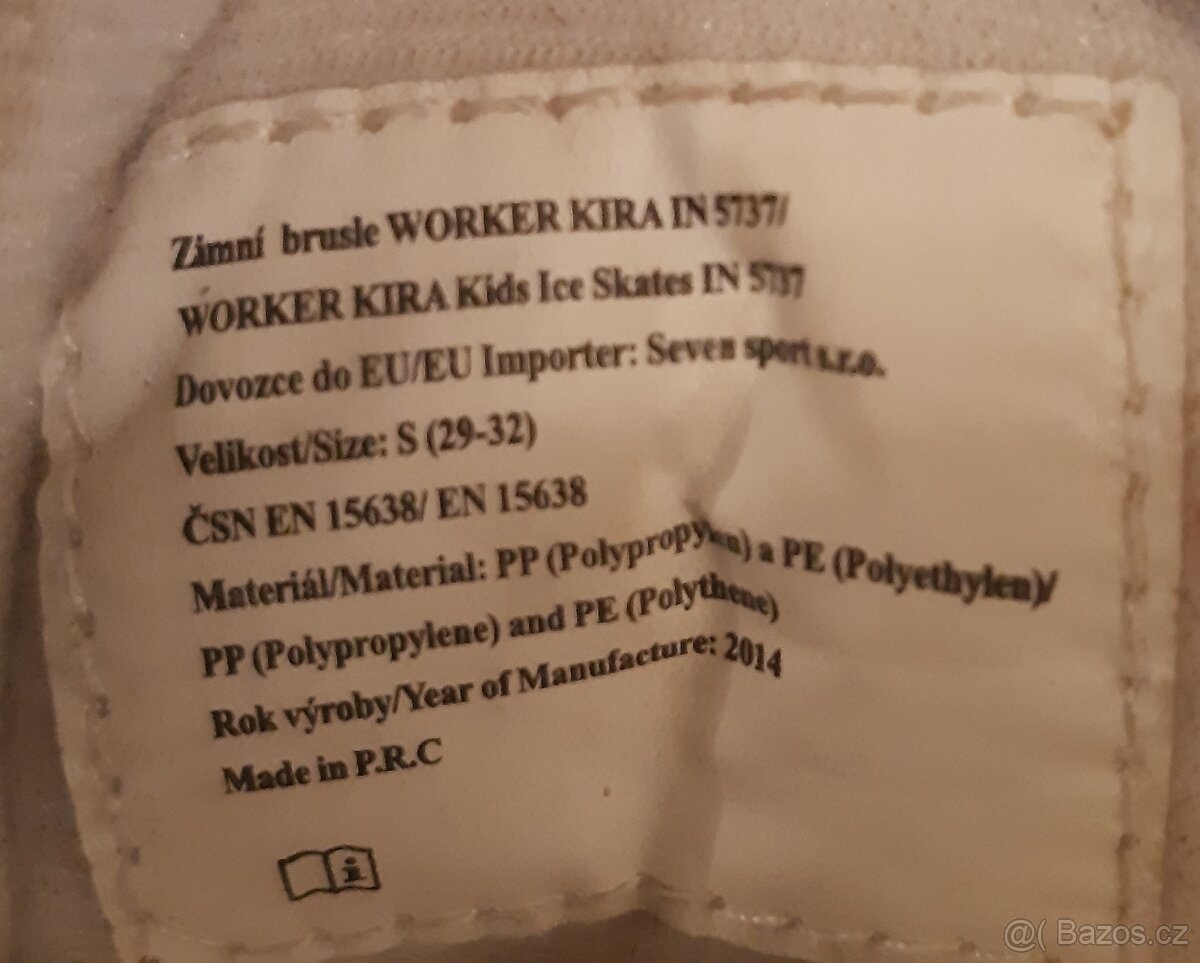 Zimní brusle WORKER KIRA IN 5737/
WORKER KIRA Kids Ice Skates IN 5737
Dovozce do EU/EU Importer: Seven sport s.r.o.
Velikost/Size: S (29-32)
ČSN EN 15638/ EN 15638
Materiál/Material: PP (Polypropylen) a PE (Polyethylen)/
PP (Polypropylene) and PE (Polythene)
Rok výroby/Year of Manufacture: 2014
Made in P.R.C
i
@( Bazos.cz